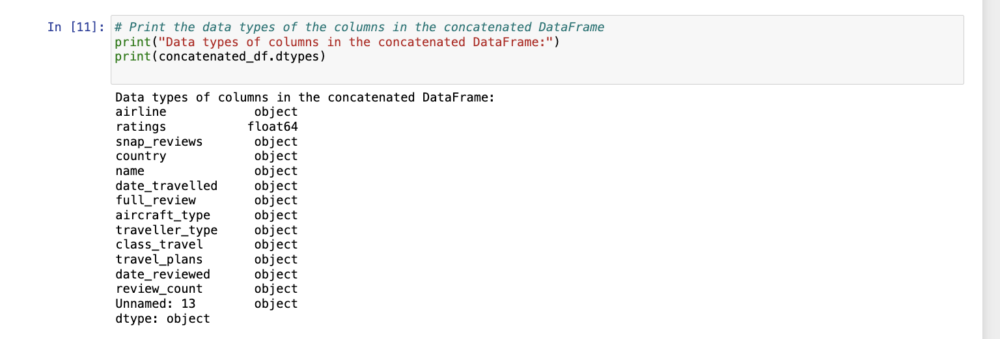 In [11]: # Print the data types of the columns in the concatenated DataFrame
print("Data types of columns in the concatenated DataFrame:")
print(concatenated_df.dtypes)
Data types of columns in the concatenated DataFrame:
airline            object
ratings           float64
snap_reviews       object
country            object
name               object
date_travelled     object
full_review        object
aircraft_type      object
traveller_type     object
class_travel       object
travel_plans       object
date_reviewed      object
review_count       object
Unnamed: 13        object
dtype: object